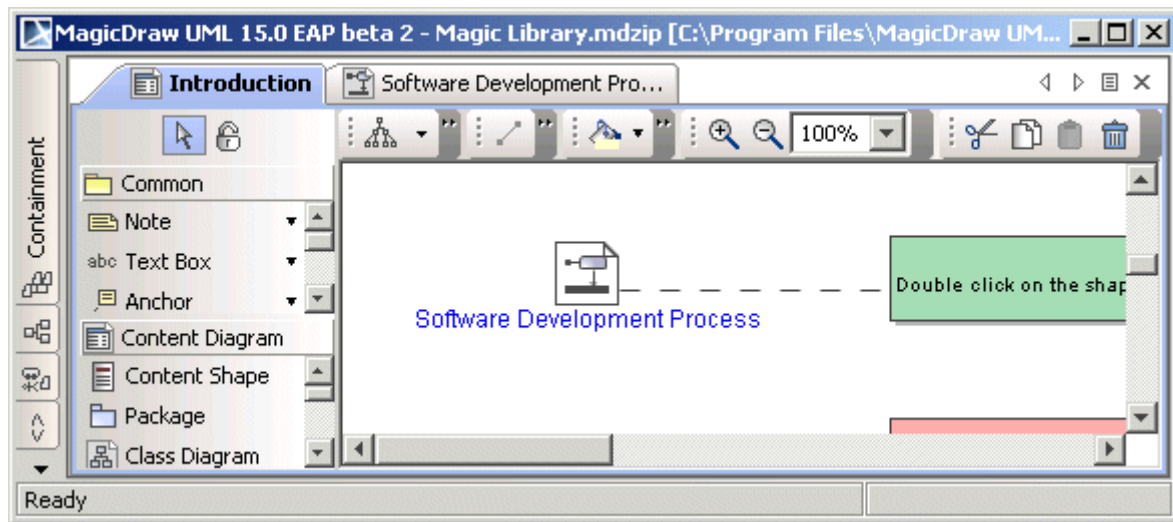 MagicDraw UML 15.0 EAP beta 2 - Magic Library.mdzip [C:\Program Files\MagicDraw UM...
Introduction
Software Development Pro...
Containment
100%
Common
Note
abc Text Box
Anchor
Content Diagram
Content Shape
Package
Class Diagram
Software Development Process
Double click on the shap
Ready